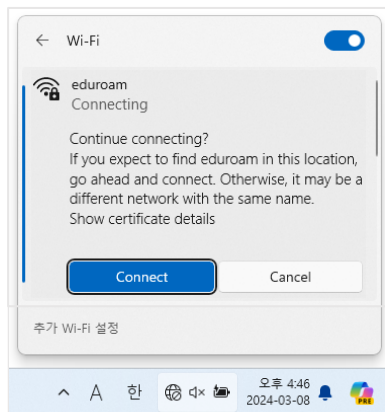 Wi-Fi
eduroam
Connecting
Continue connecting?
If you expect to find eduroam in this location,
go ahead and connect. Otherwise, it may be a
different network with the same name.
Show certificate details
Connect
Cancel
추가 Wi-Fi 설정
A 한 오후 4:46
2024-03-08
PRE